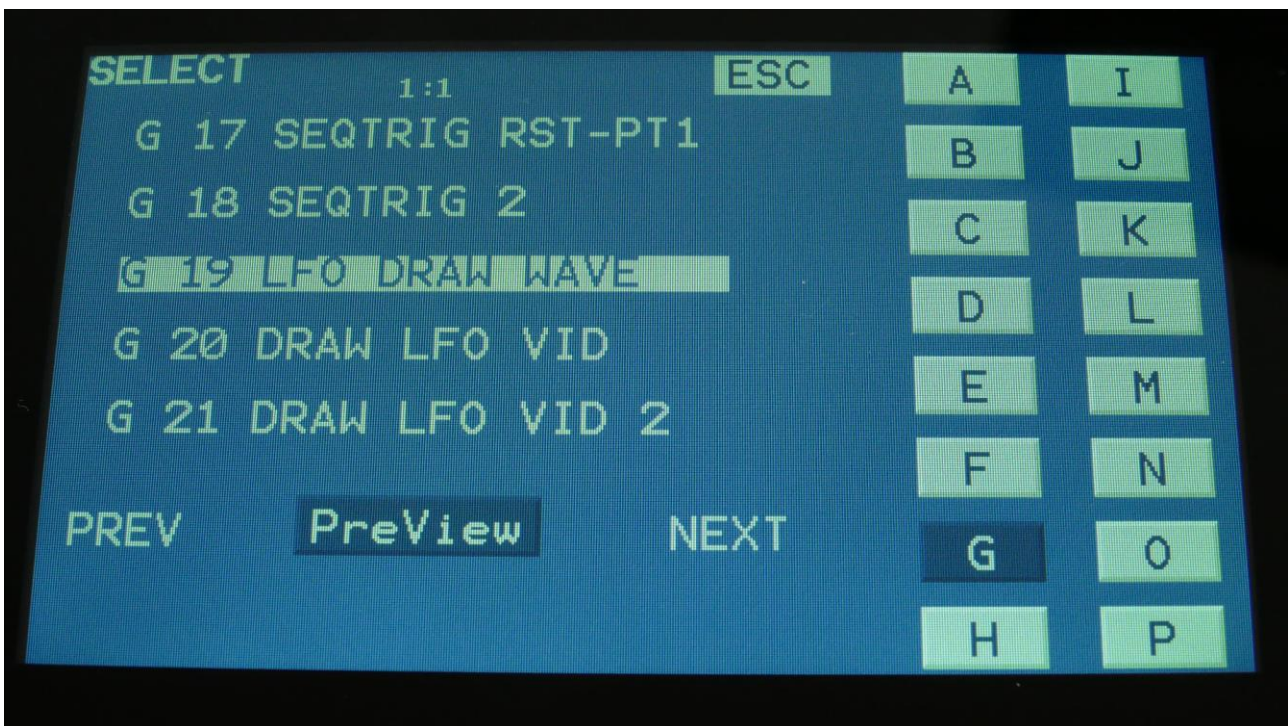 SELECT 1:1 ESC
G 17 SEQTRIG RST-PT1
G 18 SEQTRIG 2
G 19 LFO DRAW WAVE
G 20 DRAW LFO VID
G 21 DRAW LFO VID 2
PREV PreView NEXT
A I
B J
C K
D L
E M
F N
G O
H P